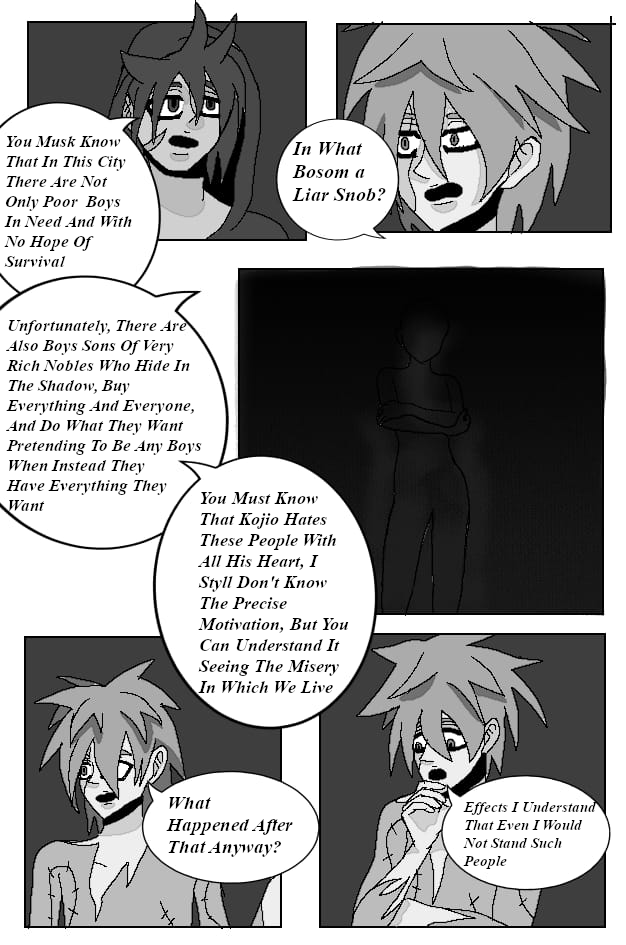 You Musk Know
That In This City
There Are Not
Only Poor Boys
In Need And With
No Hope Of
Survival
In What
Bosom a
Liar Snob?
Unfortunately, There Are
Also Boys Sons Of Very
Rich Nobles Who Hide In
The Shadow, Buy
Everything And Everyone,
And Do What They Want
Pretending To Be Any Boys
When Instead They
Have Everything They
Want
You Must Know
That Kojio Hates
These People With
All His Heart, I
Styll Don't Know
The Precise
Motivation, But You
Can Understand It
Seeing The Misery
In Which We Live
What
Happened After
That Anyway?
Effects I Understand
That Even I Would
Not Stand Such
People